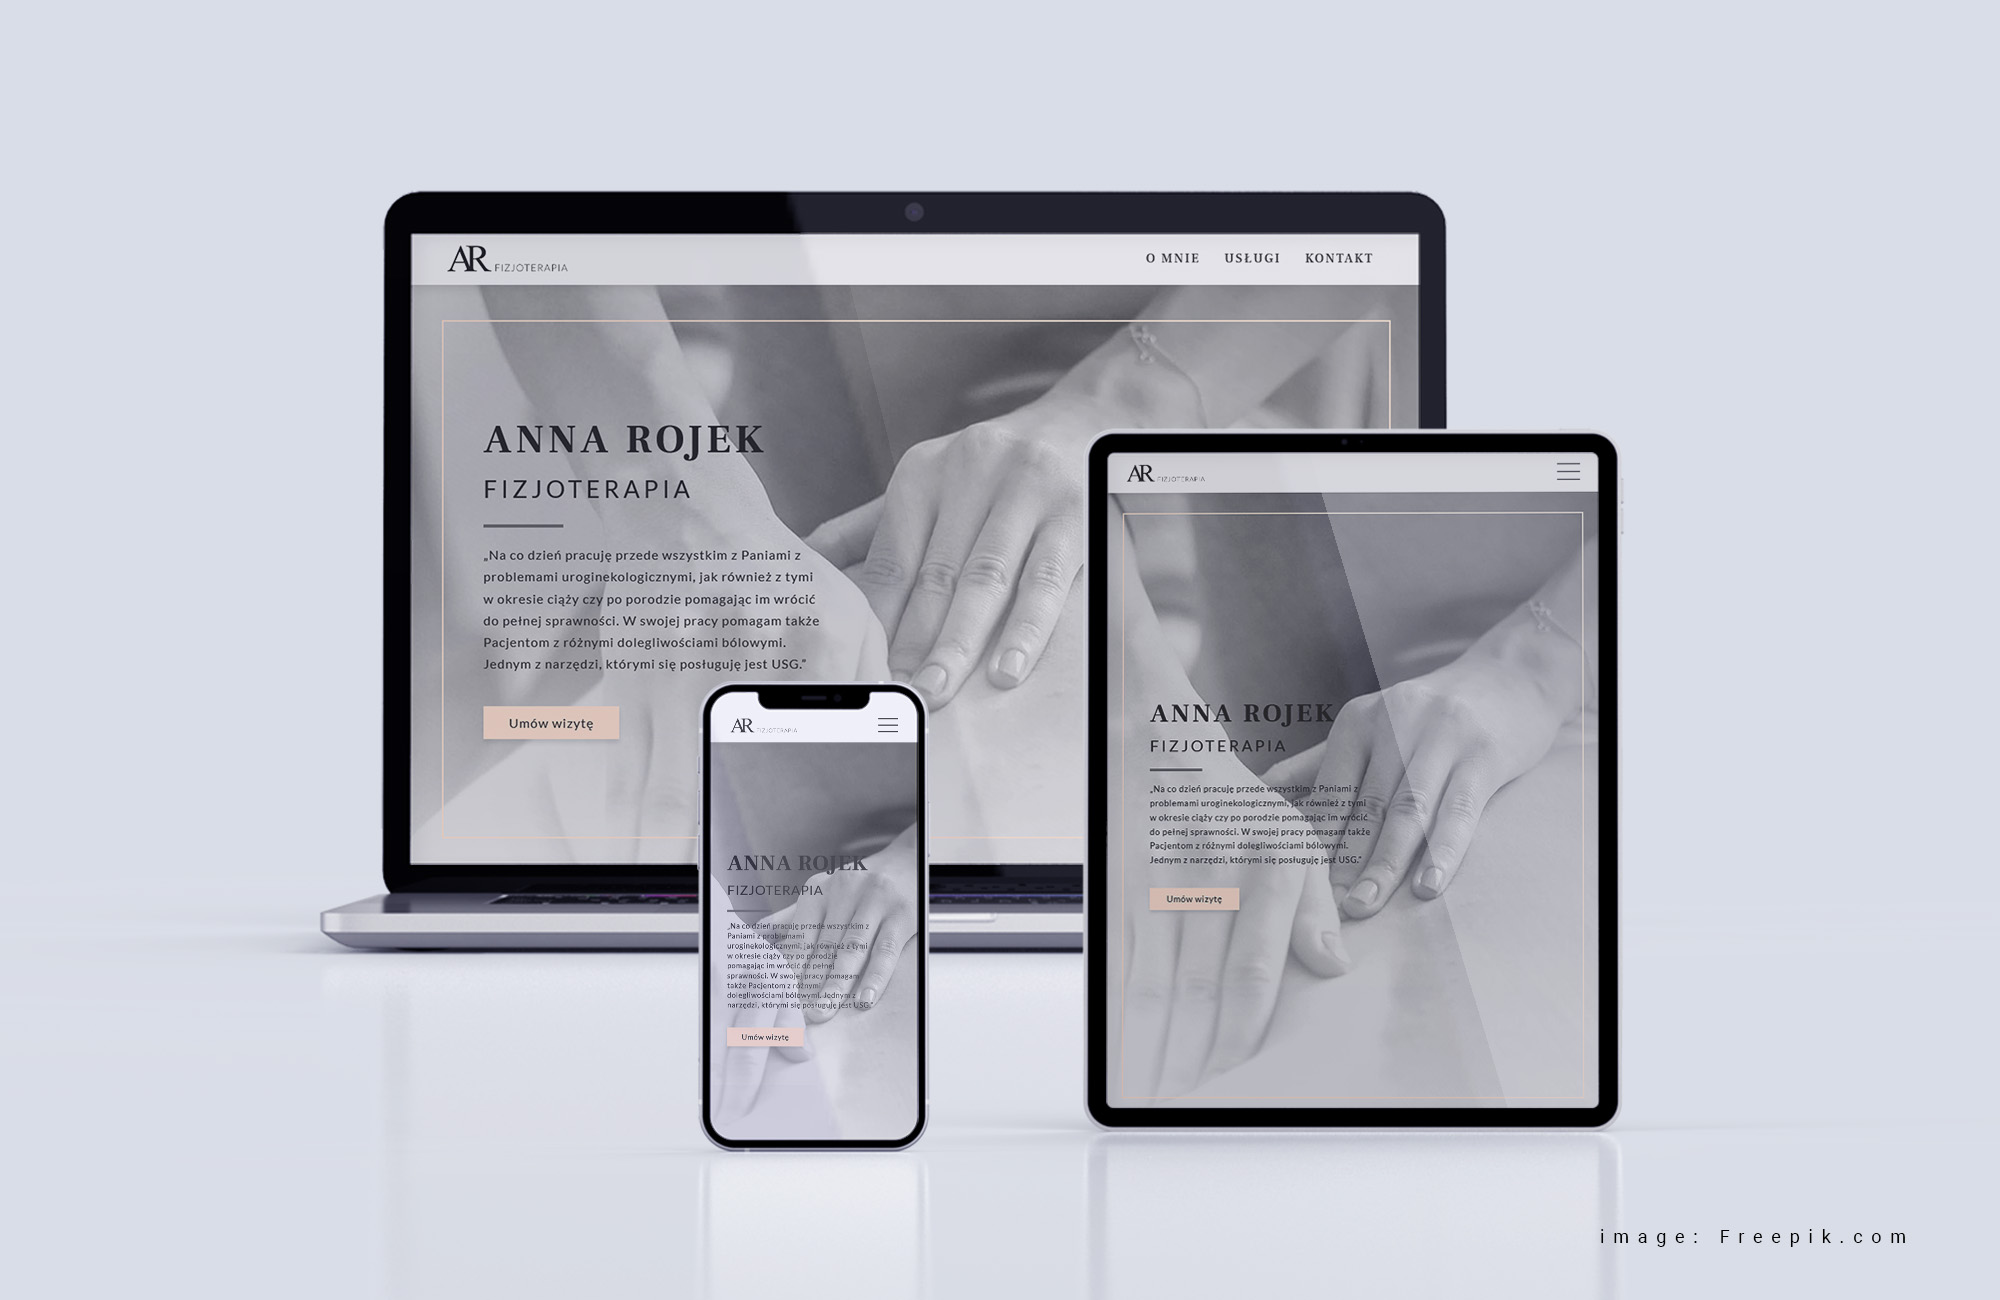 AR FIZJOTERAPIA
O MNIE USŁUGI KONTAKT
ANNA ROJEK
FIZJOTERAPIA
„Na co dzień pracuję przede wszystkim z Paniami z
problemami uroginekologicznymi, jak również z tymi
w okresie ciąży czy po porodzie pomagając im wrócić
do pełnej sprawności. W swojej pracy pomagam także
Pacjentom z różnymi dolegliwościami bólowymi.
Jednym z narzędzi, którymi się posługuję jest USG.”
Umów wizytę
AR FIZJOTERAPIA
ANNA ROJEK
FIZJOTERAPIA
„Na co dzień pracuję przede wszystkim z
Paniami z problemami
uroginekologicznymi, jak również z tymi
w okresie ciąży czy po porodzie
pomagając im wrócić do pełnej
sprawności. W swojej pracy pomagam
także Pacjentom z różnymi
dolegliwościami bólowymi. Jednym z
narzędzi, którymi się posługuję jest USG.”
Umów wizytę
AR FIZJOTERAPIA
ANNA ROJEK
FIZJOTERAPIA
„Na co dzień pracuję przede wszystkim z Paniami z
problemami uroginekologicznymi, jak również z tymi
w okresie ciąży czy po porodzie pomagając im wrócić
do pełnej sprawności. W swojej pracy pomagam także
Pacjentom z różnymi dolegliwościami bólowymi.
Jednym z narzędzi, którymi się posługuję jest USG.”
Umów wizytę
image: Freepik.com